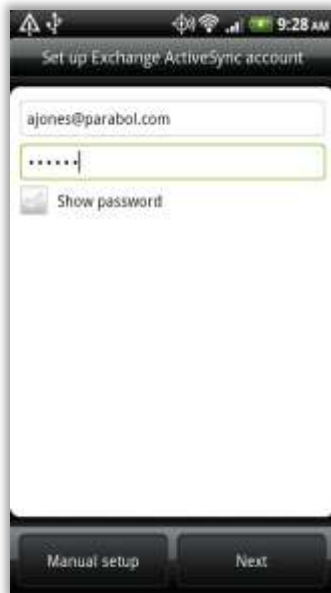 9:28 AM
Set up Exchange ActiveSync account
ajones@parabol.com
••••••
Show password
Manual setup
Next